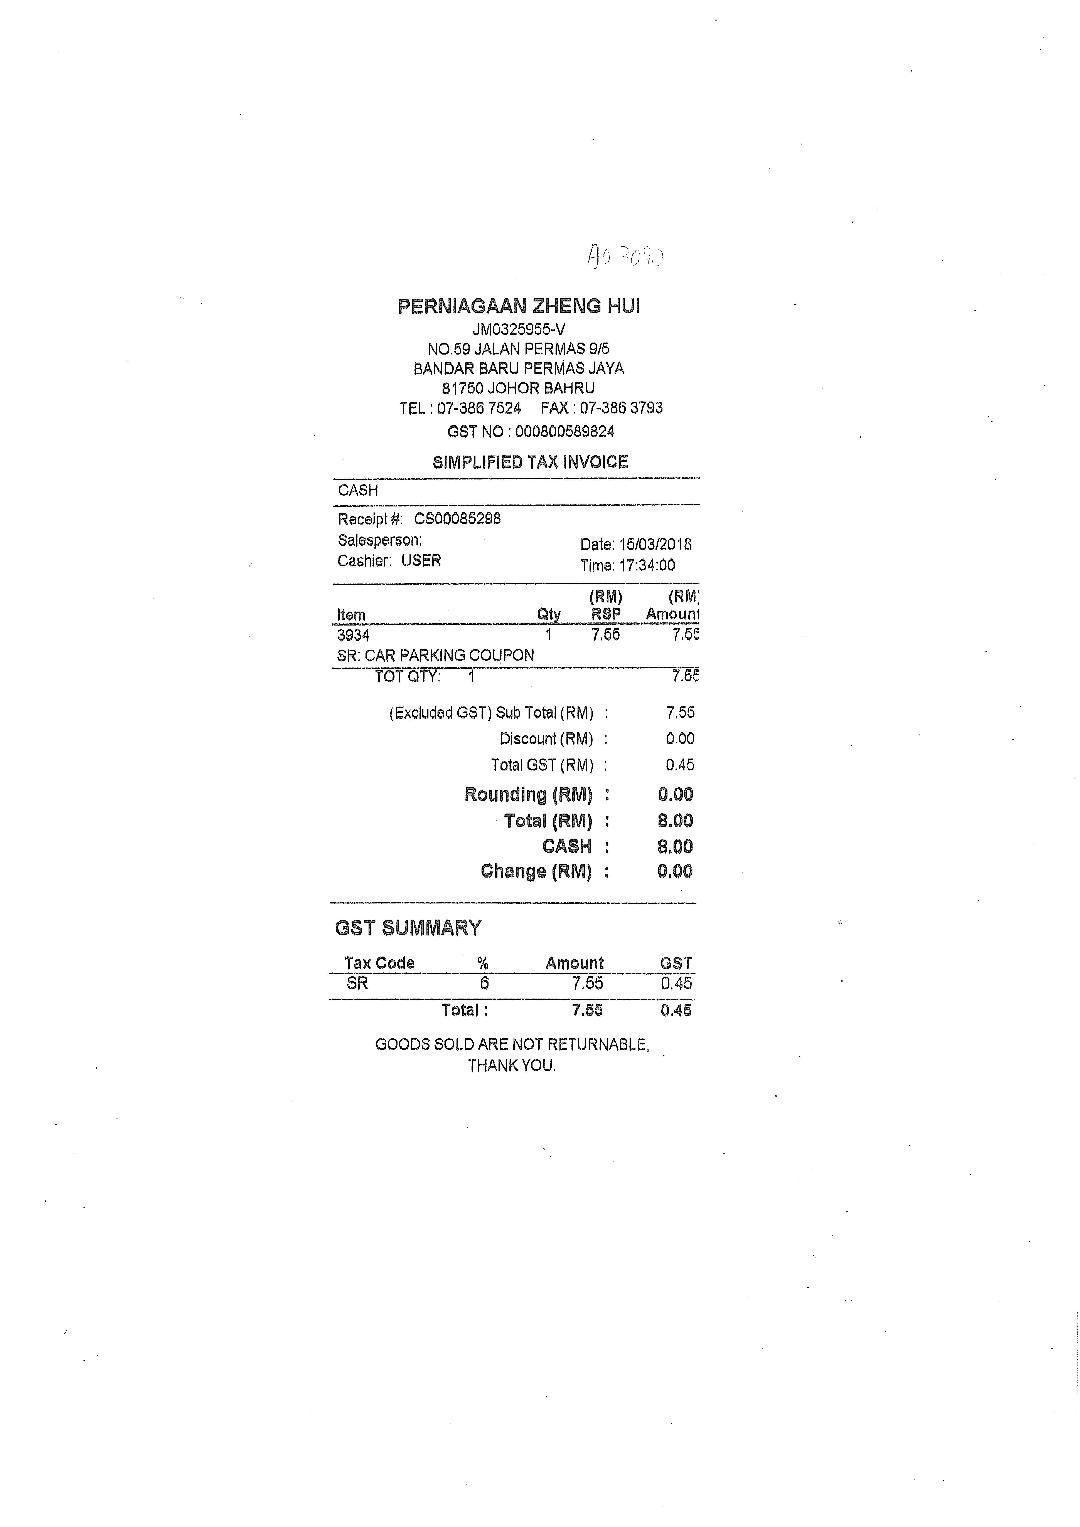 PERNIAGAAN ZHENG HUI
JM0325955-V
NO.59 JALAN PERMAS 9/5
BANDAR BARU PERMAS JAYA
81750 JOHOR BAHRU
TEL : 07-386 7524 FAX : 07-386 3793
GST NO : 000800589824
SIMPLIFIED TAX INVOICE
CASH
Receipt #: CS00085298
Salesperson:
Cashier: USER
Date: 15/03/2018
Time: 17:34:00
(RM) (RM)
Item Qty RSP Amount
3934 1 7.55 7.55
SR: CAR PARKING COUPON
TOT QTY: 1 7.55
(Excluded GST) Sub Total (RM) : 7.55
Discount (RM) : 0.00
Total GST (RM) : 0.45
Rounding (RM) : 0.00
Total (RM) : 8.00
CASH : 8.00
Change (RM) : 0.00
GST SUMMARY
Tax Code % Amount GST
SR 6 7.55 0.45
Total : 7.55 0.45
GOODS SOLD ARE NOT RETURNABLE,
THANK YOU.